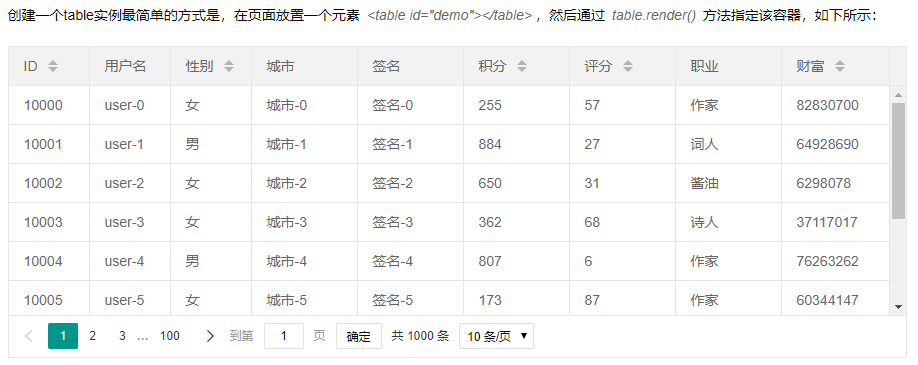 创建一个table实例最简单的方式是，在页面放置一个元素 <table id="demo"></table>，然后通过 table.render() 方法指定该容器，如下所示：
ID 用户名 性别 城市 签名 积分 评分 职业 财富
10000 user-0 女 城市-0 签名-0 255 57 作家 82830700
10001 user-1 男 城市-1 签名-1 884 27 词人 64928690
10002 user-2 女 城市-2 签名-2 650 31 酱油 6298078
10003 user-3 女 城市-3 签名-3 362 68 诗人 37117017
10004 user-4 男 城市-4 签名-4 807 6 作家 76263262
10005 user-5 女 城市-5 签名-5 173 87 作家 60344147
1 2 3 … 100 到第 1 页 确定 共 1000 条 10 条/页